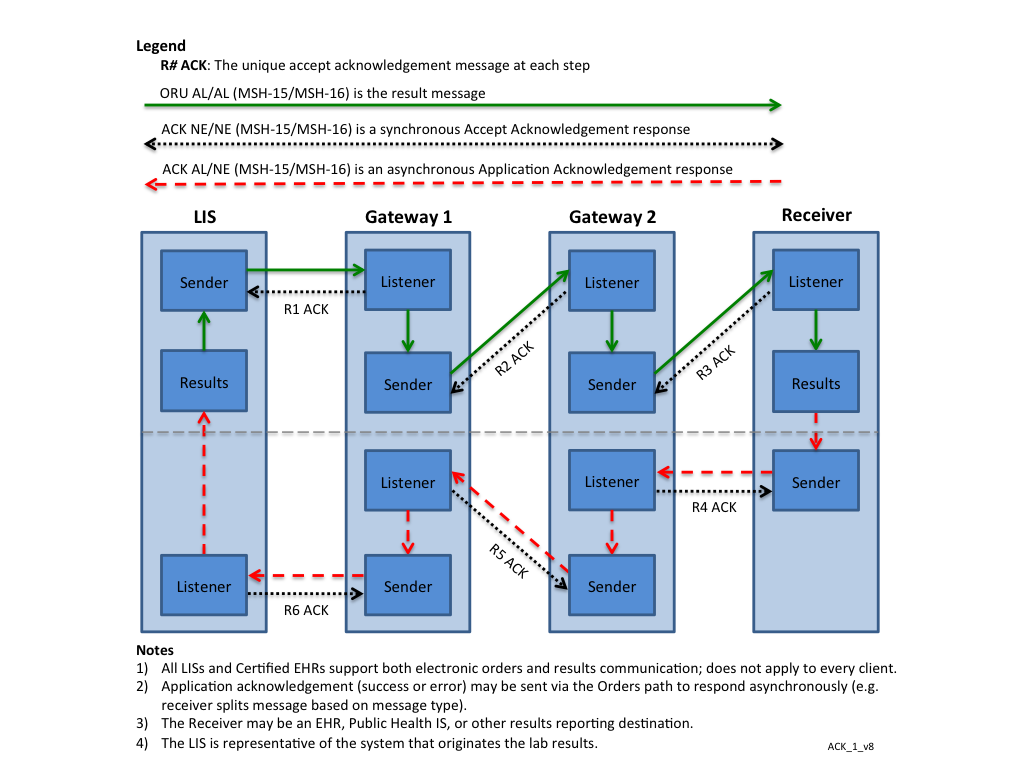 Legend
R# ACK: The unique accept acknowledgement message at each step
ORU AL/AL (MSH-15/MSH-16) is the result message
ACK NE/NE (MSH-15/MSH-16) is a synchronous Accept Acknowledgement response
ACK AL/NE (MSH-15/MSH-16) is an asynchronous Application Acknowledgement response
LIS
Gateway 1
Gateway 2
Receiver
Sender
Listener
Listener
Listener
R1 ACK
R2 ACK
R3 ACK
Results
Sender
Sender
Results
Listener
Listener
Sender
R4 ACK
R5 ACK
Listener
Sender
Sender
R6 ACK
Notes
1) All LISs and Certified EHRs support both electronic orders and results communication; does not apply to every client.
2) Application acknowledgement (success or error) may be sent via the Orders path to respond asynchronously (e.g.
receiver splits message based on message type).
3) The Receiver may be an EHR, Public Health IS, or other results reporting destination.
4) The LIS is representative of the system that originates the lab results.
ACK_1_v8